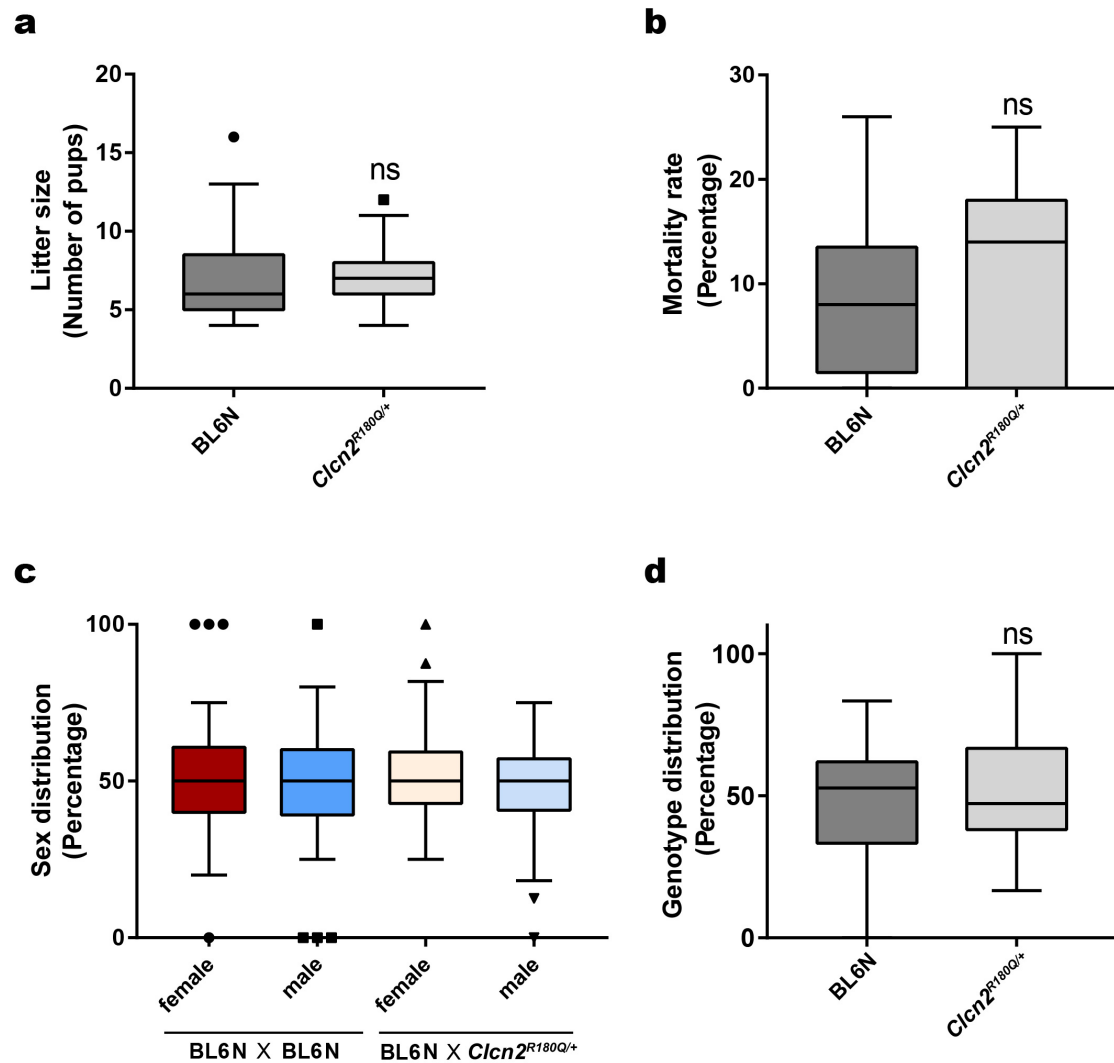 a
Litter size
(Number of pups)
20
15
10
5
0
ns
BL6N
Clcn2R180Q/+
b
Mortality rate
(Percentage)
30
20
10
0
ns
BL6N
Clcn2R180Q/+
c
Sex distribution
(Percentage)
100
50
0
female
male
female
male
BL6N X BL6N
BL6N X Clcn2R180Q/+
d
Genotype distribution
(Percentage)
100
50
0
ns
BL6N
Clcn2R180Q/+